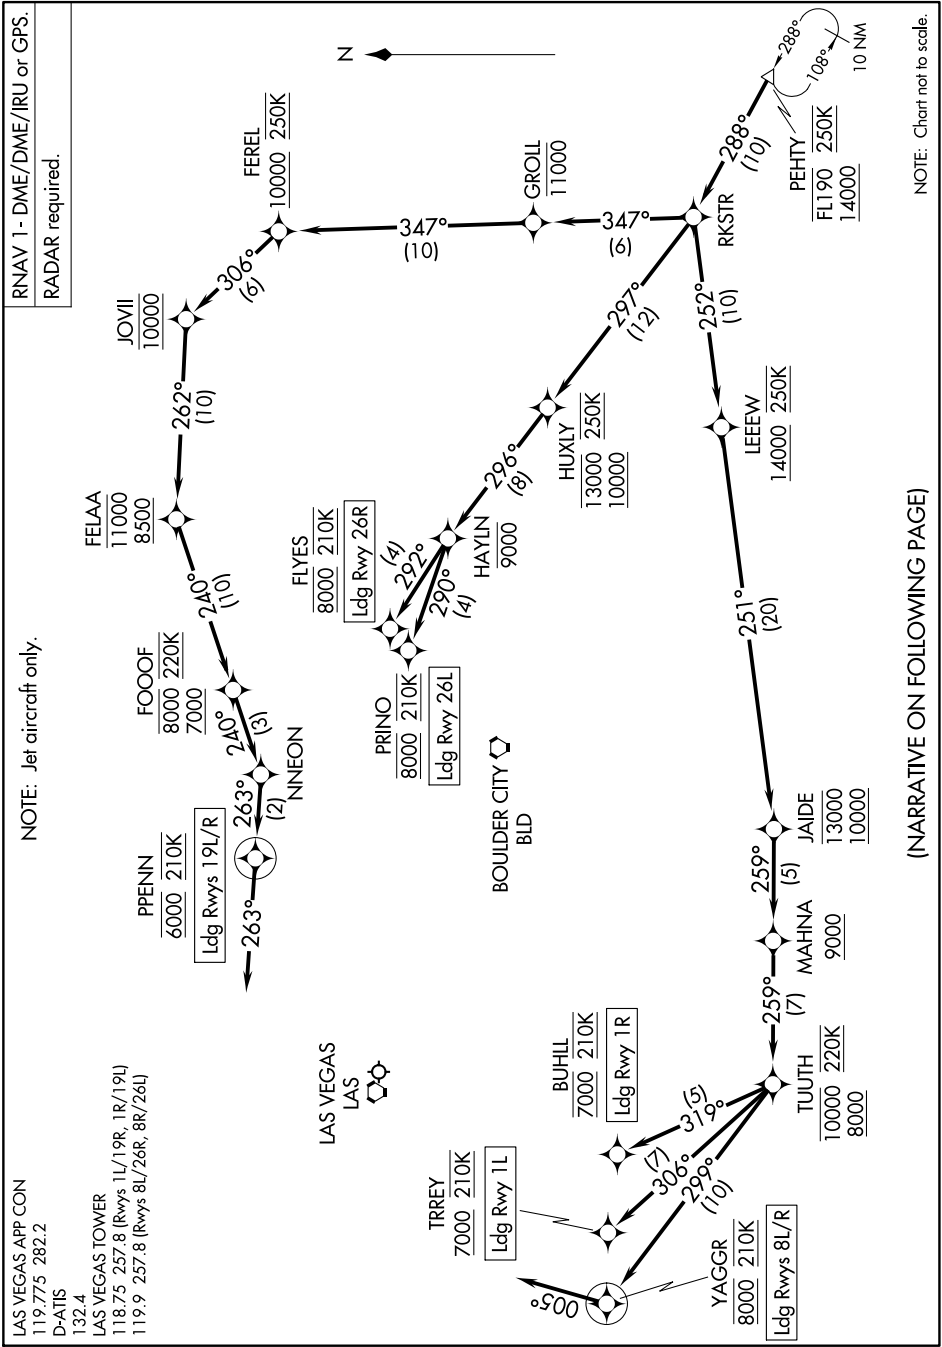 LAS VEGAS APP CON
119.775 282.2
D-ATIS
132.4
LAS VEGAS TOWER
118.75 257.8 (Rwys 1L/19R, 1R/19L)
119.9 257.8 (Rwys 8L/26R, 8R/26L)
NOTE: Jet aircraft only.
RNAV 1 - DME/DME/IRU or GPS.
RADAR required.
PPENN
6000 210K
Ldg Rwys 19L/R
263°
263°
(2)
NNEON
240°
(3)
FOOOF
8000 220K
7000
240°
(10)
FELAA
11000
8500
262°
(10)
JOVII
10000
306°
(6)
FEREL
10000 250K
347°
(10)
GROLL
11000
347°
(6)
N
LAS VEGAS
LAS
BOULDER CITY
BLD
FLYES
8000 210K
Ldg Rwy 26R
(4)
292°
290°
(4)
PRINO
8000 210K
Ldg Rwy 26L
HAYLN
9000
296°
(8)
HUXLY
13000 250K
10000
297°
(12)
RKSTR
288°
(10)
PEHTY
FL190 250K
14000
288°
108°
10 NM
252°
(10)
LEEEW
14000 250K
251°
(20)
JAIDE
13000
10000
259°
(5)
MAHNA
9000
259°
(7)
TUUTH
10000 220K
8000
BUHLL
7000 210K
Ldg Rwy 1R
(5)
319°
TRREY
7000 210K
Ldg Rwy 1L
(7)
306°
299°
(10)
005°
YAGGR
8000 210K
Ldg Rwys 8L/R
(NARRATIVE ON FOLLOWING PAGE)
NOTE: Chart not to scale.